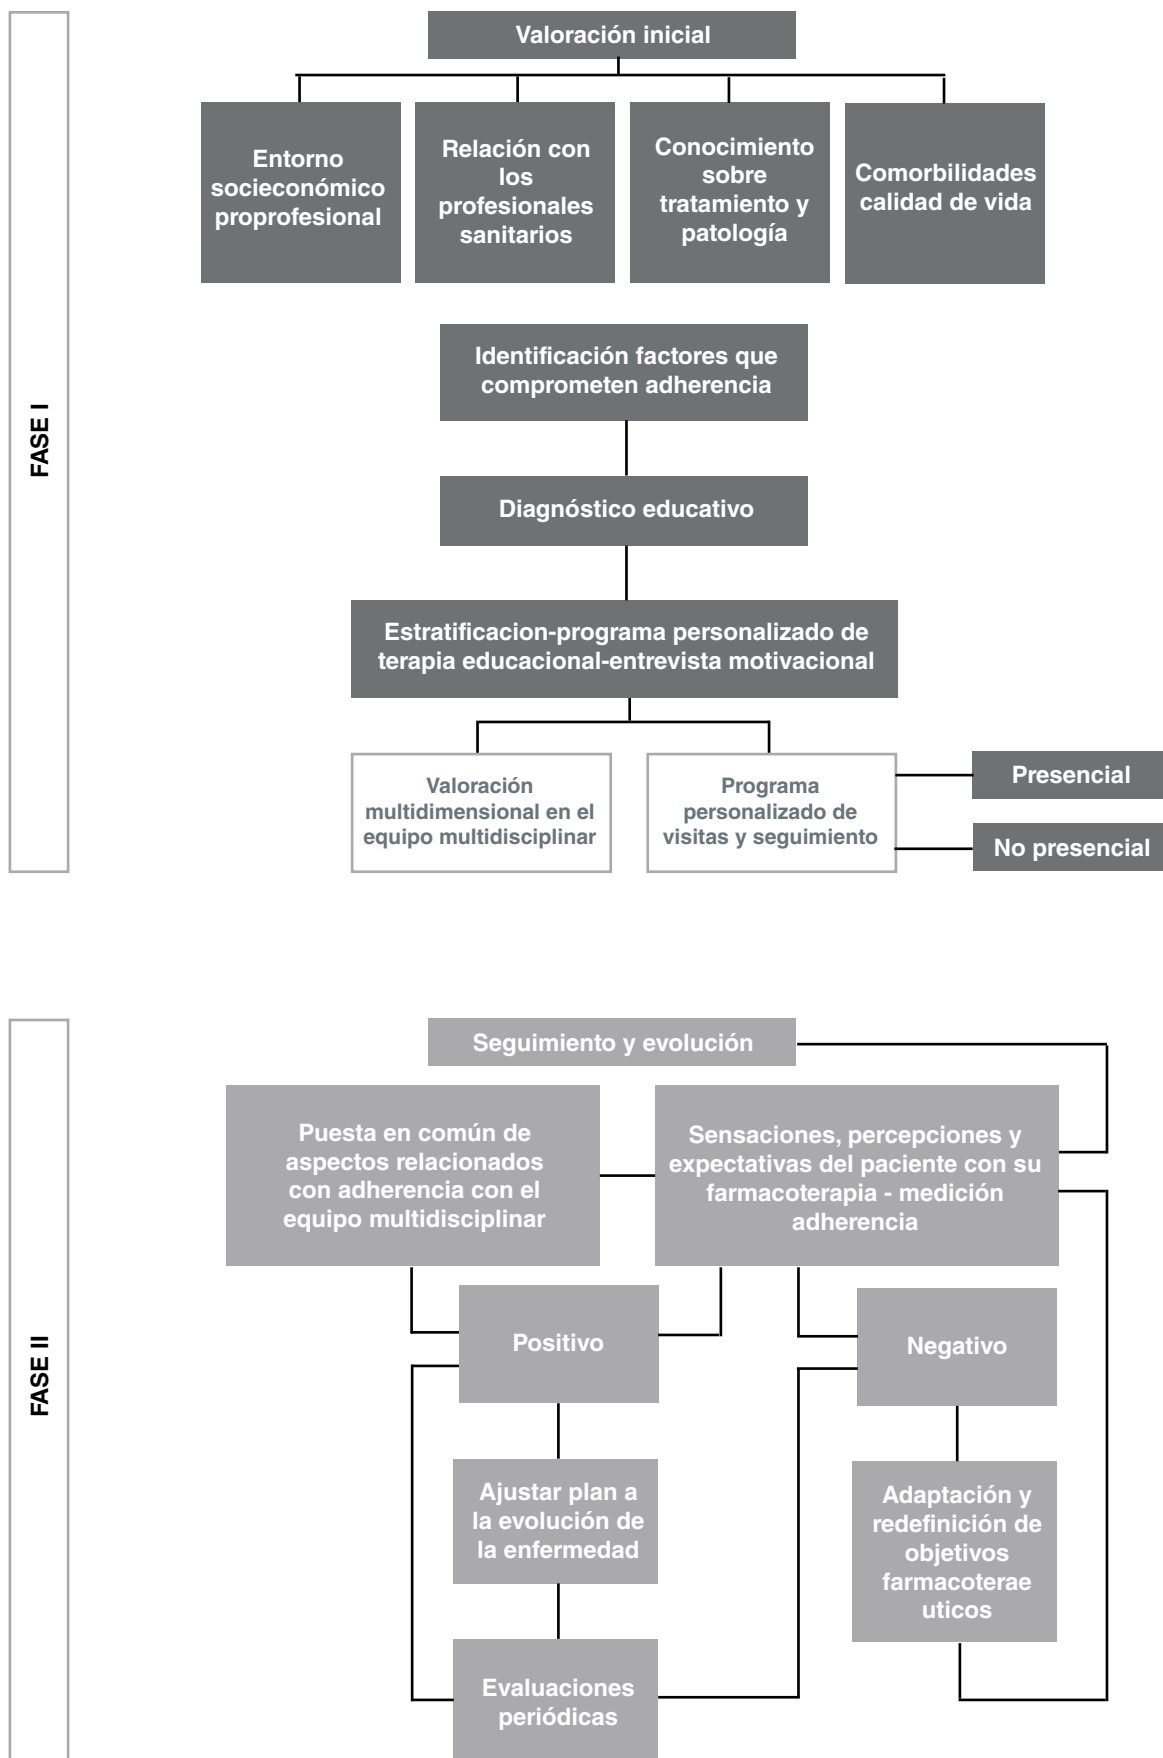 FASE I
Valoración inicial
Entorno
socieconómico
proprofesional
Relación con
los
profesionales
sanitarios
Conocimiento
sobre
tratamiento y
patología
Comorbilidades
calidad de vida
Identificación factores que
comprometen adherencia
Diagnóstico educativo
Estratificacion-programa personalizado de
terapia educacional-entrevista motivacional
Valoración
multidimensional en el
equipo multidisciplinar
Programa
personalizado de
visitas y seguimiento
Presencial
No presencial
FASE II
Seguimiento y evolución
Puesta en común de
aspectos relacionados
con adherencia con el
equipo multidisciplinar
Sensaciones, percepciones y
expectativas del paciente con su
farmacoterapia - medición
adherencia
Positivo
Negativo
Ajustar plan a
la evolución de
la enfermedad
Adaptación y
redefinición de
objetivos
farmacoterae
uticos
Evaluaciones
periódicas